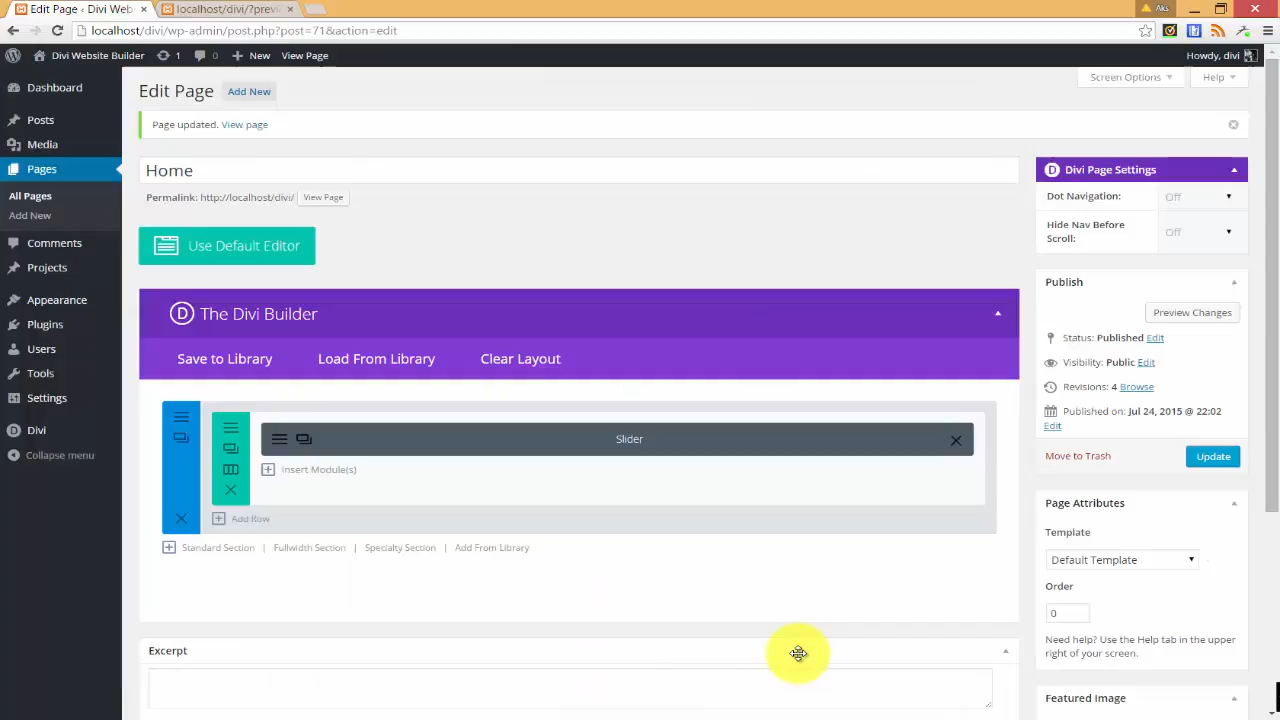 Edit Page ‹ Divi Web
localhost/divi/?previ
Aks
localhost/divi/wp-admin/post.php?post=71&action=edit
Divi Website Builder
1
0
New
View Page
Howdy, divi
Dashboard
Posts
Media
Pages
All Pages
Add New
Comments
Projects
Appearance
Plugins
Users
Tools
Settings
Divi
Collapse menu
Edit Page
Add New
Screen Options
Help
Page updated. View page
Home
Permalink: http://localhost/divi/ View Page
Use Default Editor
The Divi Builder
Save to Library
Load From Library
Clear Layout
Slider
Insert Module(s)
Add Row
Standard Section | Fullwidth Section | Specialty Section | Add From Library
Excerpt
Divi Page Settings
Dot Navigation: Off
Hide Nav Before
Scroll:
Off
Publish
Preview Changes
Status: Published Edit
Visibility: Public Edit
Revisions: 4 Browse
Published on: Jul 24, 2015 @ 22:02
Edit
Move to Trash
Update
Page Attributes
Template
Default Template
Order
0
Need help? Use the Help tab in the upper
right of your screen.
Featured Image